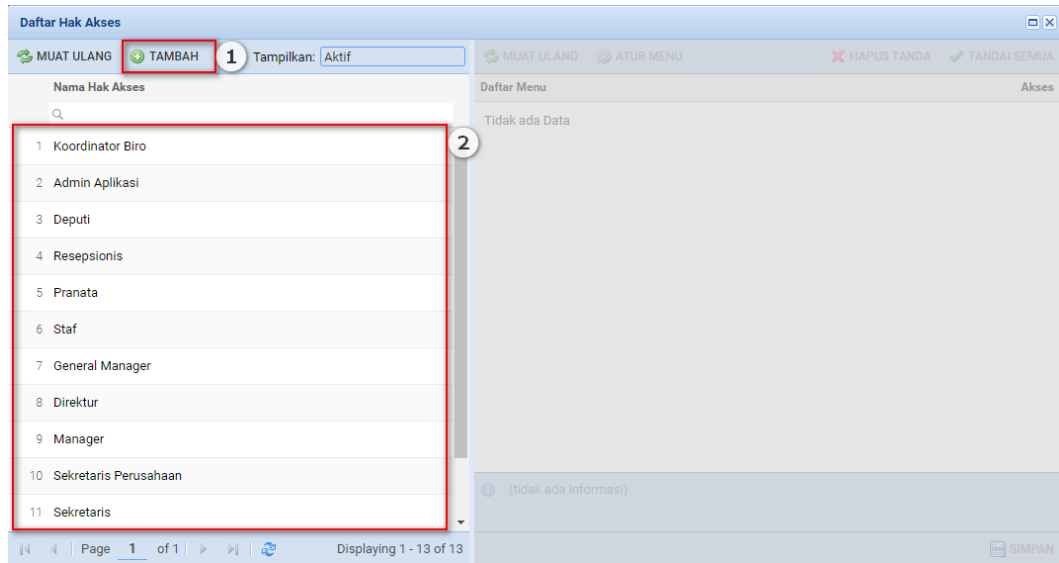 Daftar Hak Akses
MUAT ULANG TAMBAH 1 Tampilkan: Aktif
Nama Hak Akses
1 Koordinator Biro
2 Admin Aplikasi
3 Deputi
4 Resepsionis
5 Pranata
6 Staf
7 General Manager
8 Direktur
9 Manager
10 Sekretaris Perusahaan
11 Sekretaris
2
Page 1 of 1 Displaying 1 - 13 of 13
MUAT ULANG ATUR MENU HAPUS TANDA TANDAI SEMUA
Daftar Menu Akses
Tidak ada Data
(tidak ada informasi)
SIMPAN